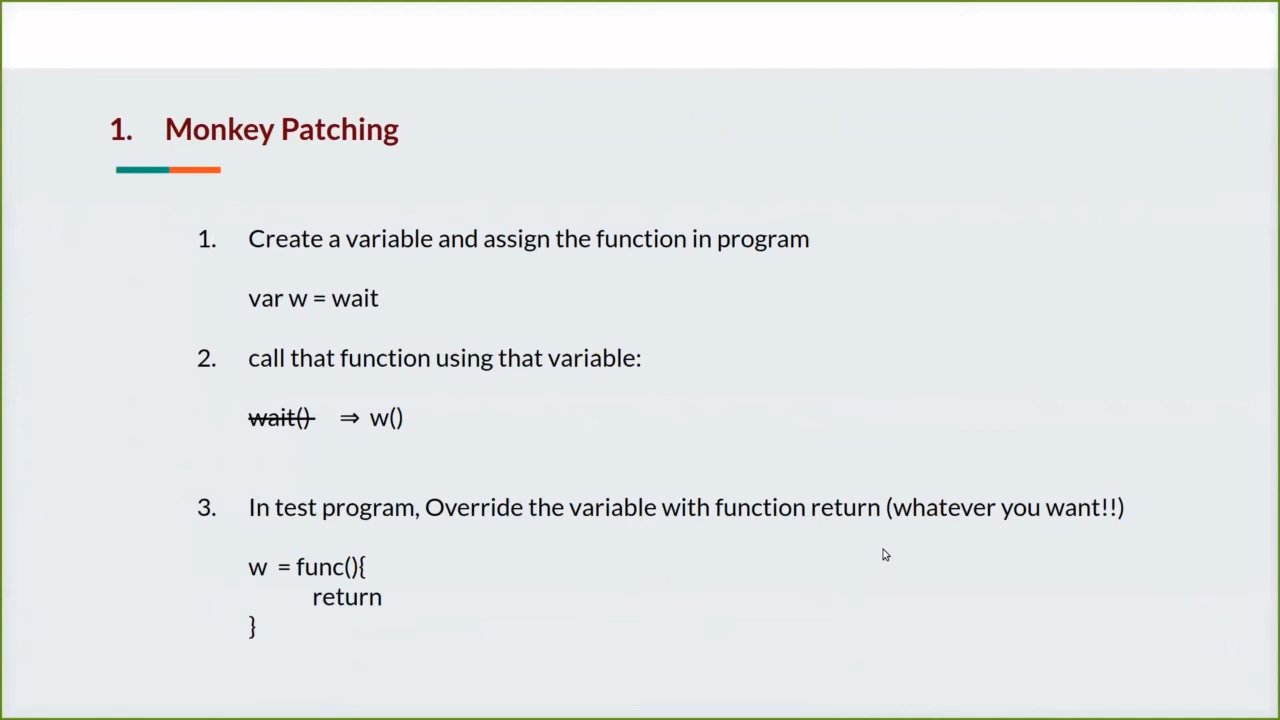 1. Monkey Patching
1. Create a variable and assign the function in program
var w = wait
2. call that function using that variable:
wait() ⇒ w()
3. In test program, Override the variable with function return (whatever you want!!)
w = func(){
return
}